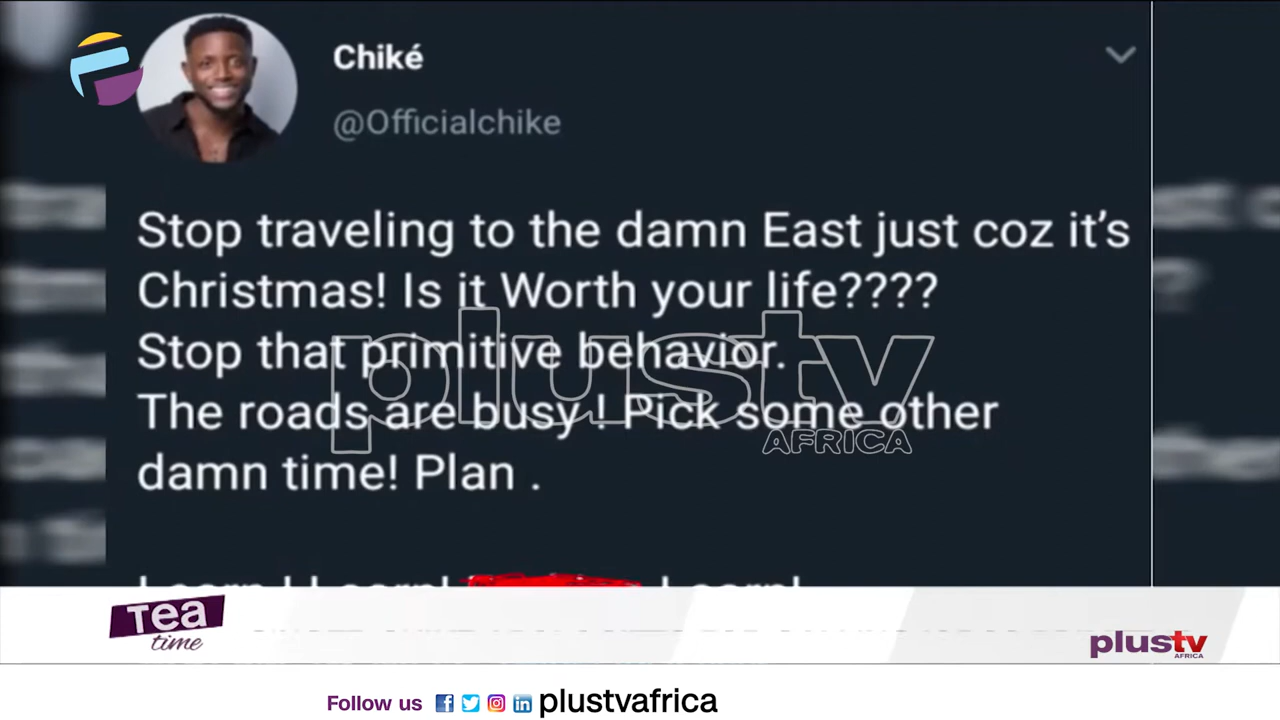 Chiké
@Officialchike
Stop traveling to the damn East just coz it's
Christmas! Is it Worth your life????
Stop that primitive behavior.
The roads are busy ! Pick some other
damn time! Plan .
plustv
AFRICA
Tea
time
plustv
AFRICA
Follow us plustvafrica